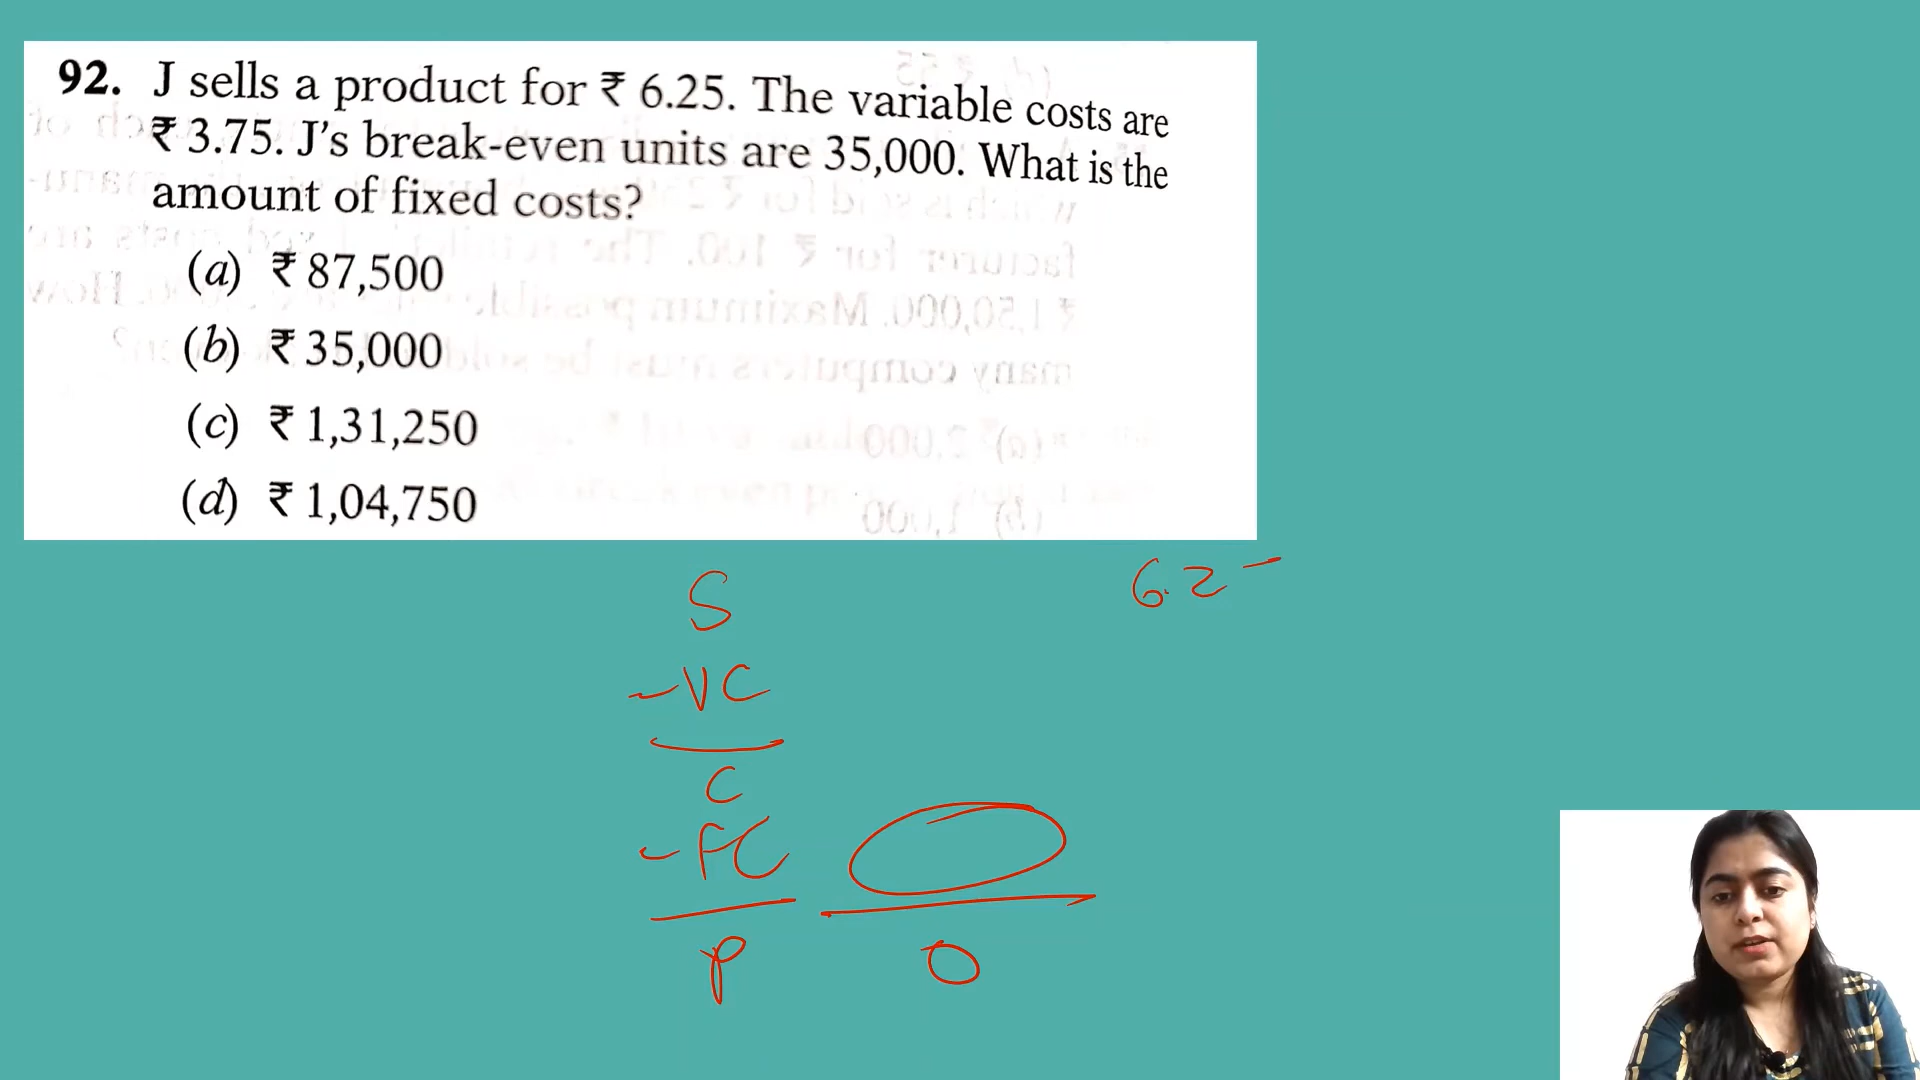 92. J sells a product for ₹ 6.25. The variable costs are
₹ 3.75. J's break-even units are 35,000. What is the
amount of fixed costs?
(a) ₹ 87,500
(b) ₹ 35,000
(c) ₹ 1,31,250
(d) ₹ 1,04,750
S
6.2
-VC
C
-FC
P
0